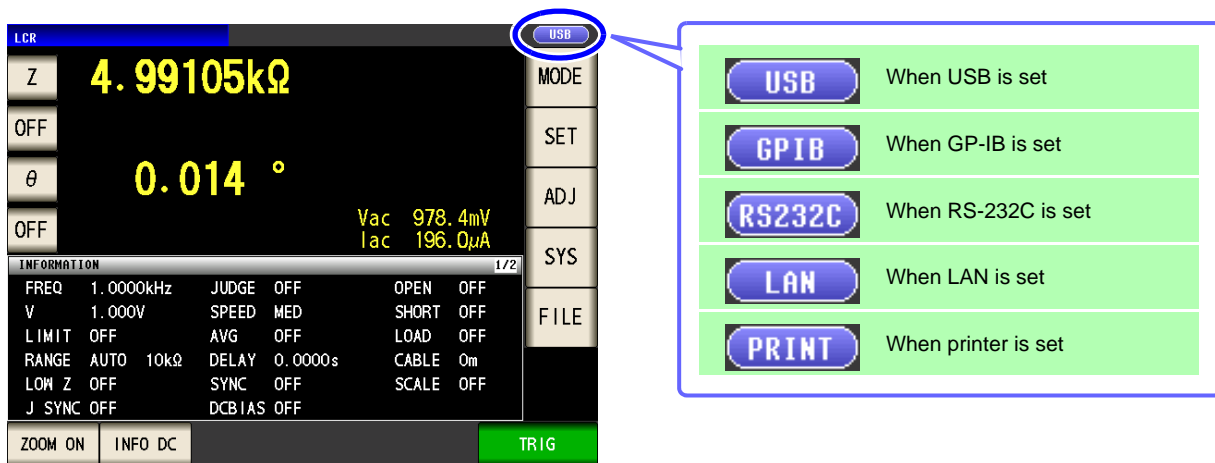 LCR
USB
Z 4.99105kΩ
MODE
OFF
SET
θ 0.014 °
ADJ
OFF
Vac 978.4mV
Iac 196.0μA
SYS
INFORMATION 1/2
FREQ 1.0000kHz JUDGE OFF OPEN OFF
V 1.000V SPEED MED SHORT OFF
FILE
LIMIT OFF AVG OFF LOAD OFF
RANGE AUTO 10kΩ DELAY 0.0000s CABLE 0m
LOW Z OFF SYNC OFF SCALE OFF
J SYNC OFF DCBIAS OFF
ZOOM ON INFO DC TRIG
USB When USB is set
GPIB When GP-IB is set
RS232C When RS-232C is set
LAN When LAN is set
PRINT When printer is set